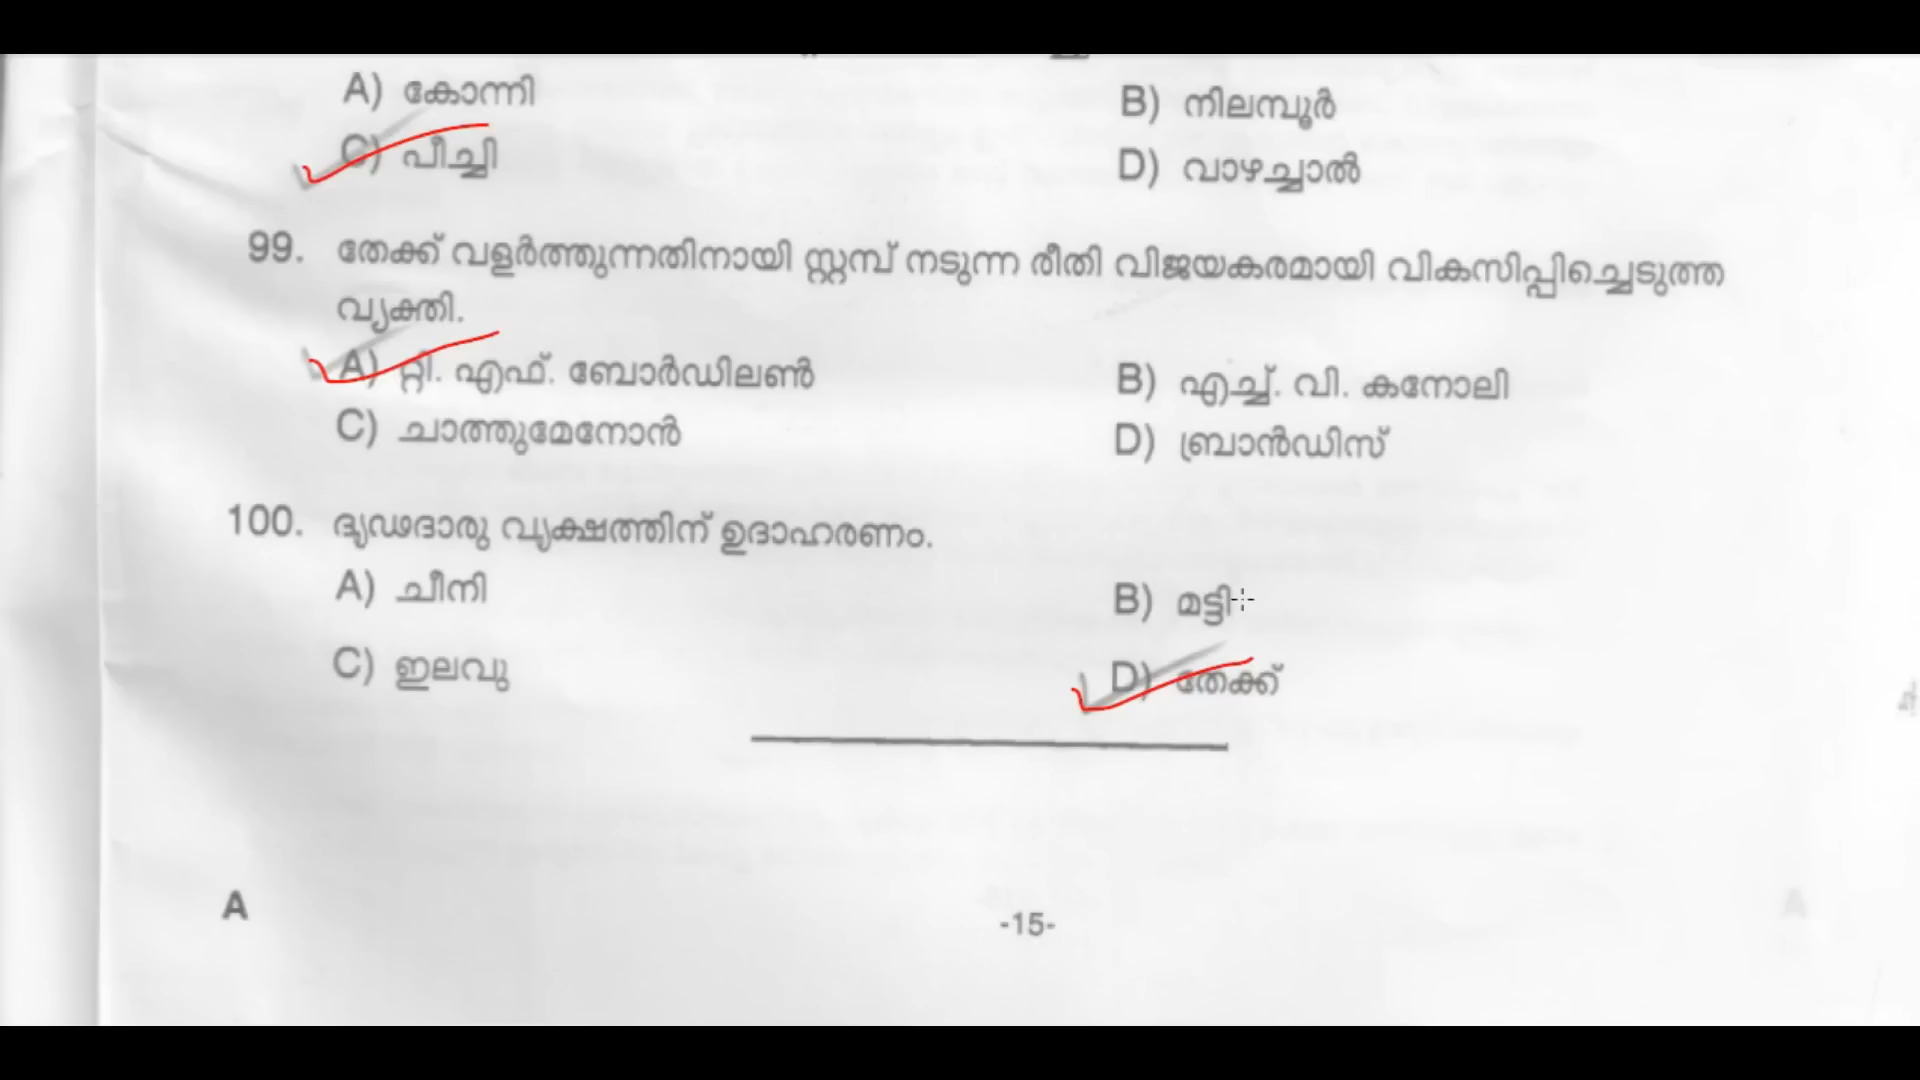 A) കോന്നി
B) നിലമ്പൂർ
C) പീച്ചി
D) വാഴച്ചാൽ
99. തേക്ക് വളർത്തുന്നതിനായി സ്റ്റമ്പ് നടുന്ന രീതി വിജയകരമായി വികസിപ്പിച്ചെടുത്ത
വ്യക്തി.
A) റ്റി. എഫ്. ബോർഡിലൺ
B) എച്ച്. വി. കനോലി
C) ചാത്തുമേനോൻ
D) ബ്രാൻഡിസ്
100. ദൃഢദാരു വൃക്ഷത്തിന് ഉദാഹരണം.
A) ചീനി
B) മട്ടി
C) ഇലവു
D) തേക്ക്
A
-15-